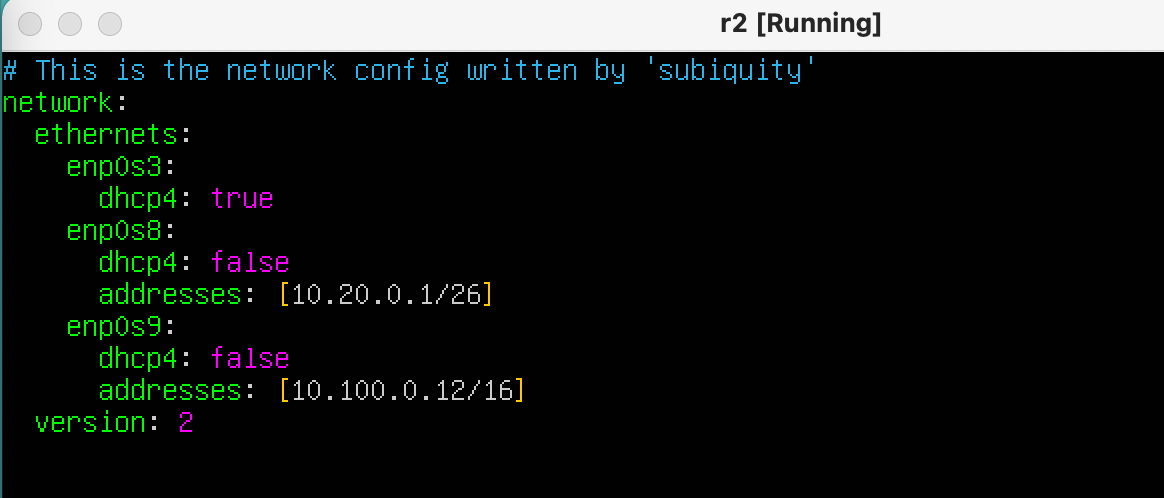 r2 [Running]
# This is the network config written by 'subiquity'
network:
  ethernets:
    enp0s3:
      dhcp4: true
    enp0s8:
      dhcp4: false
      addresses: [10.20.0.1/26]
    enp0s9:
      dhcp4: false
      addresses: [10.100.0.12/16]
  version: 2